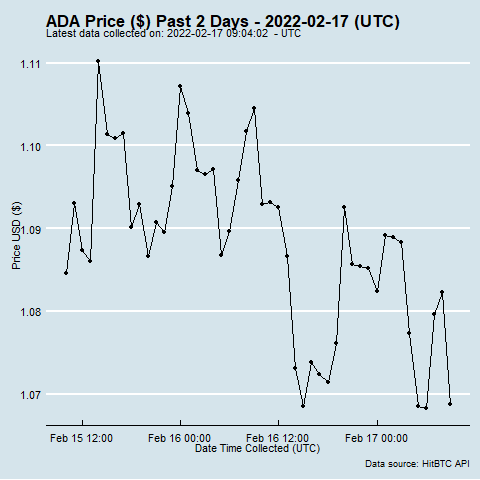 ADA Price ($) Past 2 Days - 2022-02-17 (UTC)
Latest data collected on: 2022-02-17 09:04:02  - UTC
1.11
1.10
1.09
1.08
1.07
Price USD ($)
Feb 15 12:00 Feb 16 00:00 Feb 16 12:00 Feb 17 00:00
Date Time Collected (UTC)
Data source: HitBTC API